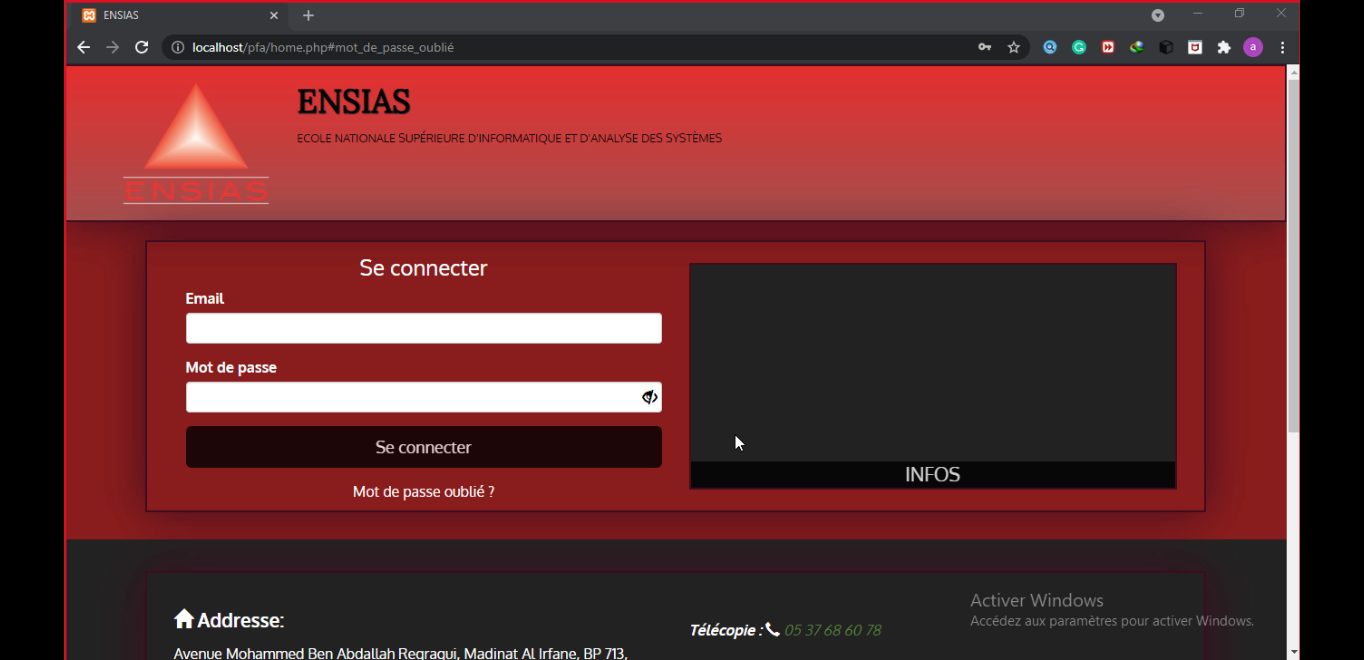 ENSIAS
localhost/pfa/home.php#mot_de_passe_oublié
a
ENSIAS
ECOLE NATIONALE SUPÉRIEURE D'INFORMATIQUE ET D'ANALYSE DES SYSTÈMES
ENSIAS
Se connecter
Email
Mot de passe
Se connecter
Mot de passe oublié ?
INFOS
Addresse:
Avenue Mohammed Ben Abdallah Regragui, Madinat Al Irfane, BP 713,
Télécopie : 05 37 68 60 78
Activer Windows
Accédez aux paramètres pour activer Windows.